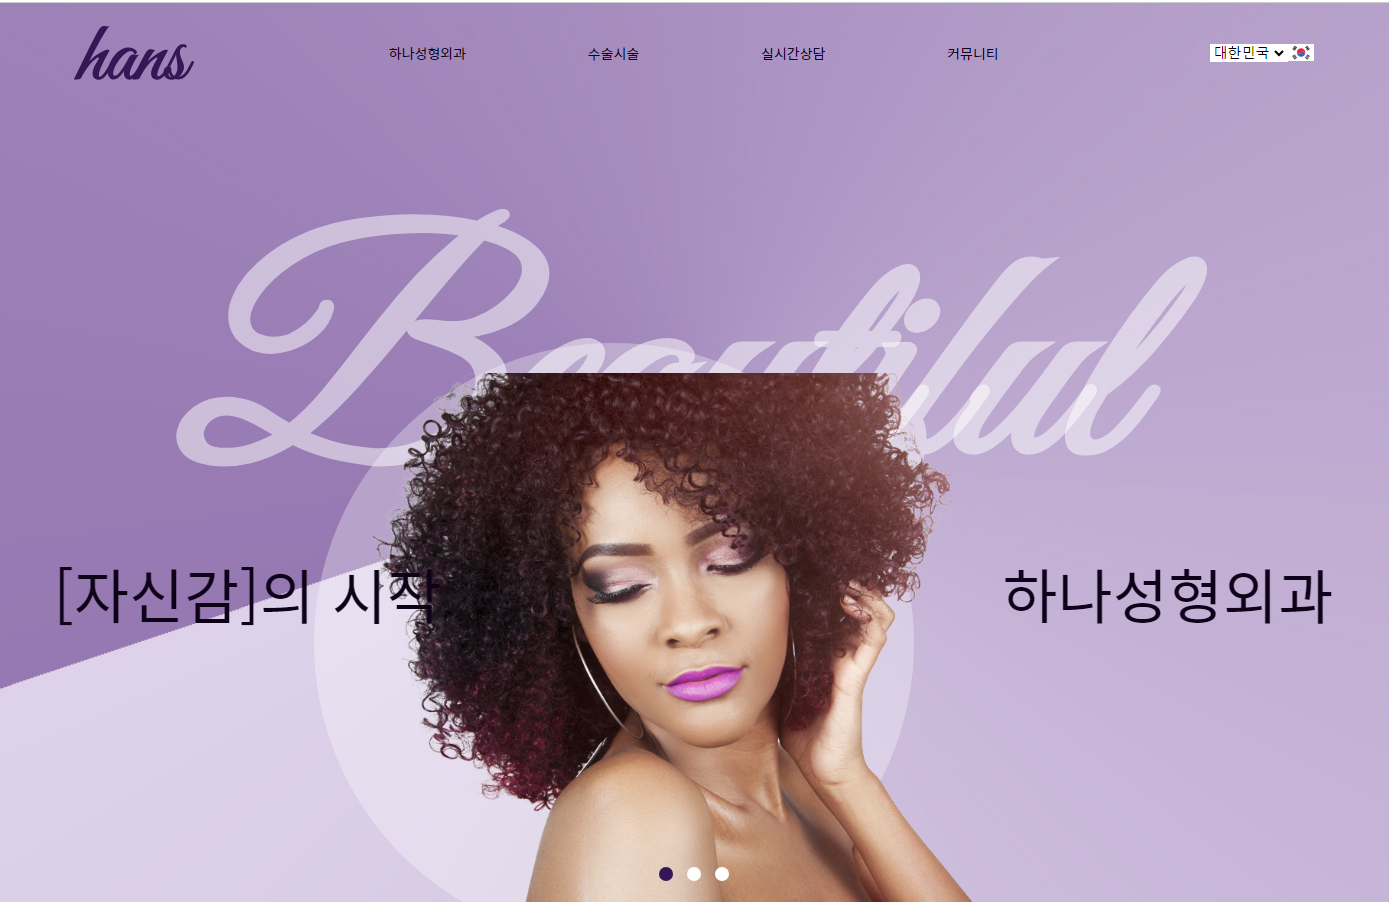 hans
하나성형외과
수술시술
실시간상담
커뮤니티
대한민국
Beautiful
[자신감]의 시작
하나성형외과